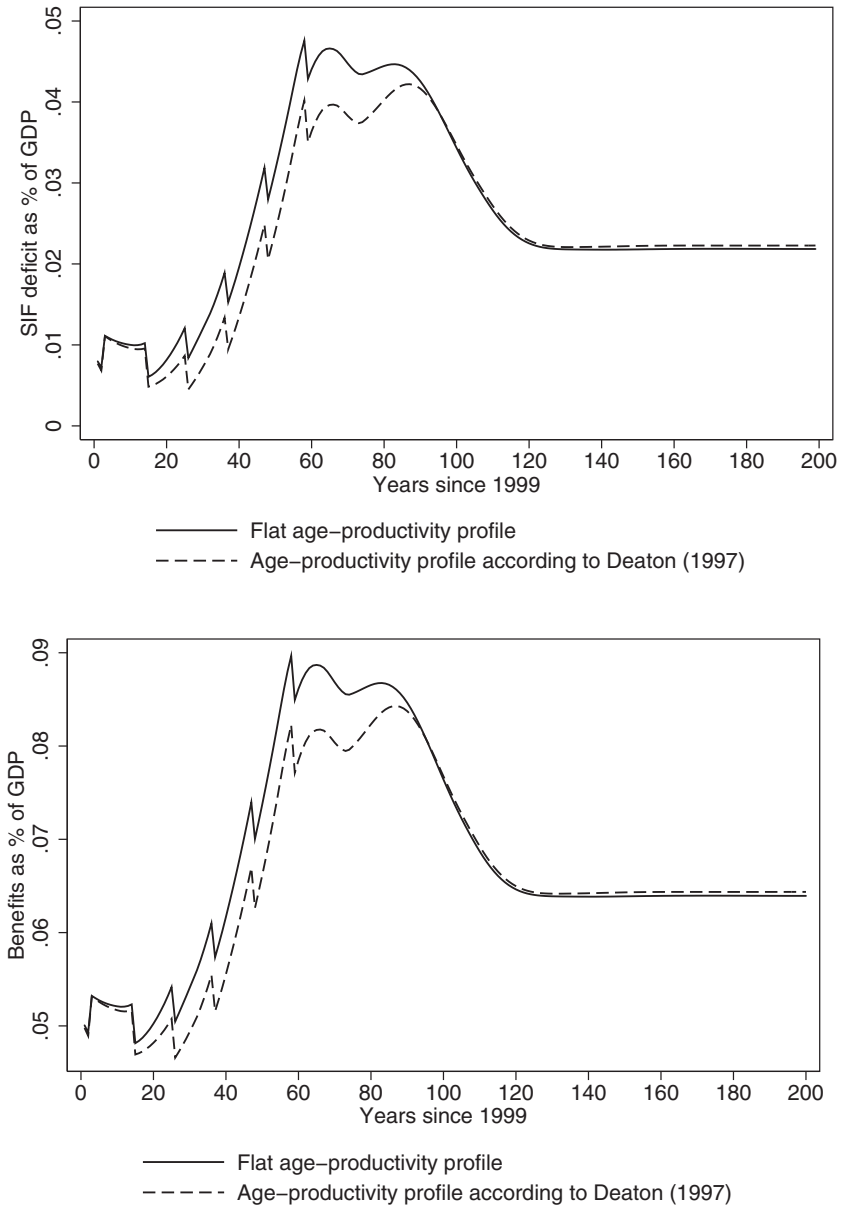 SIF deficit as % of GDP
.05
.04
.03
.02
.01
0
0 20 40 60 80 100 120 140 160 180 200
Years since 1999
Flat age−productivity profile
Age−productivity profile according to Deaton (1997)
Benefits as % of GDP
.09
.08
.07
.06
.05
0 20 40 60 80 100 120 140 160 180 200
Years since 1999
Flat age−productivity profile
Age−productivity profile according to Deaton (1997)